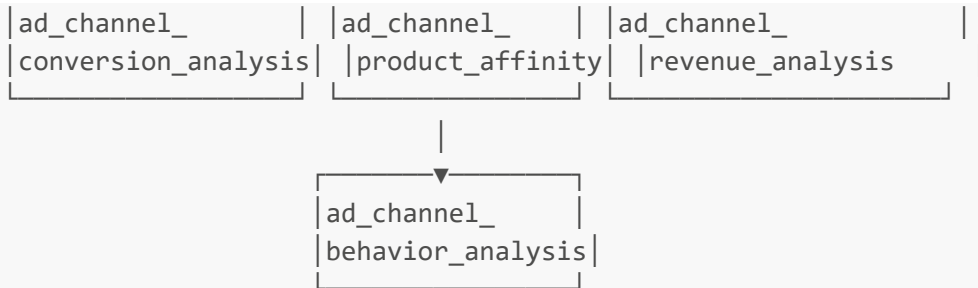 ad_channel_ ad_channel_ ad_channel_
conversion_analysis product_affinity revenue_analysis
ad_channel_
behavior_analysis